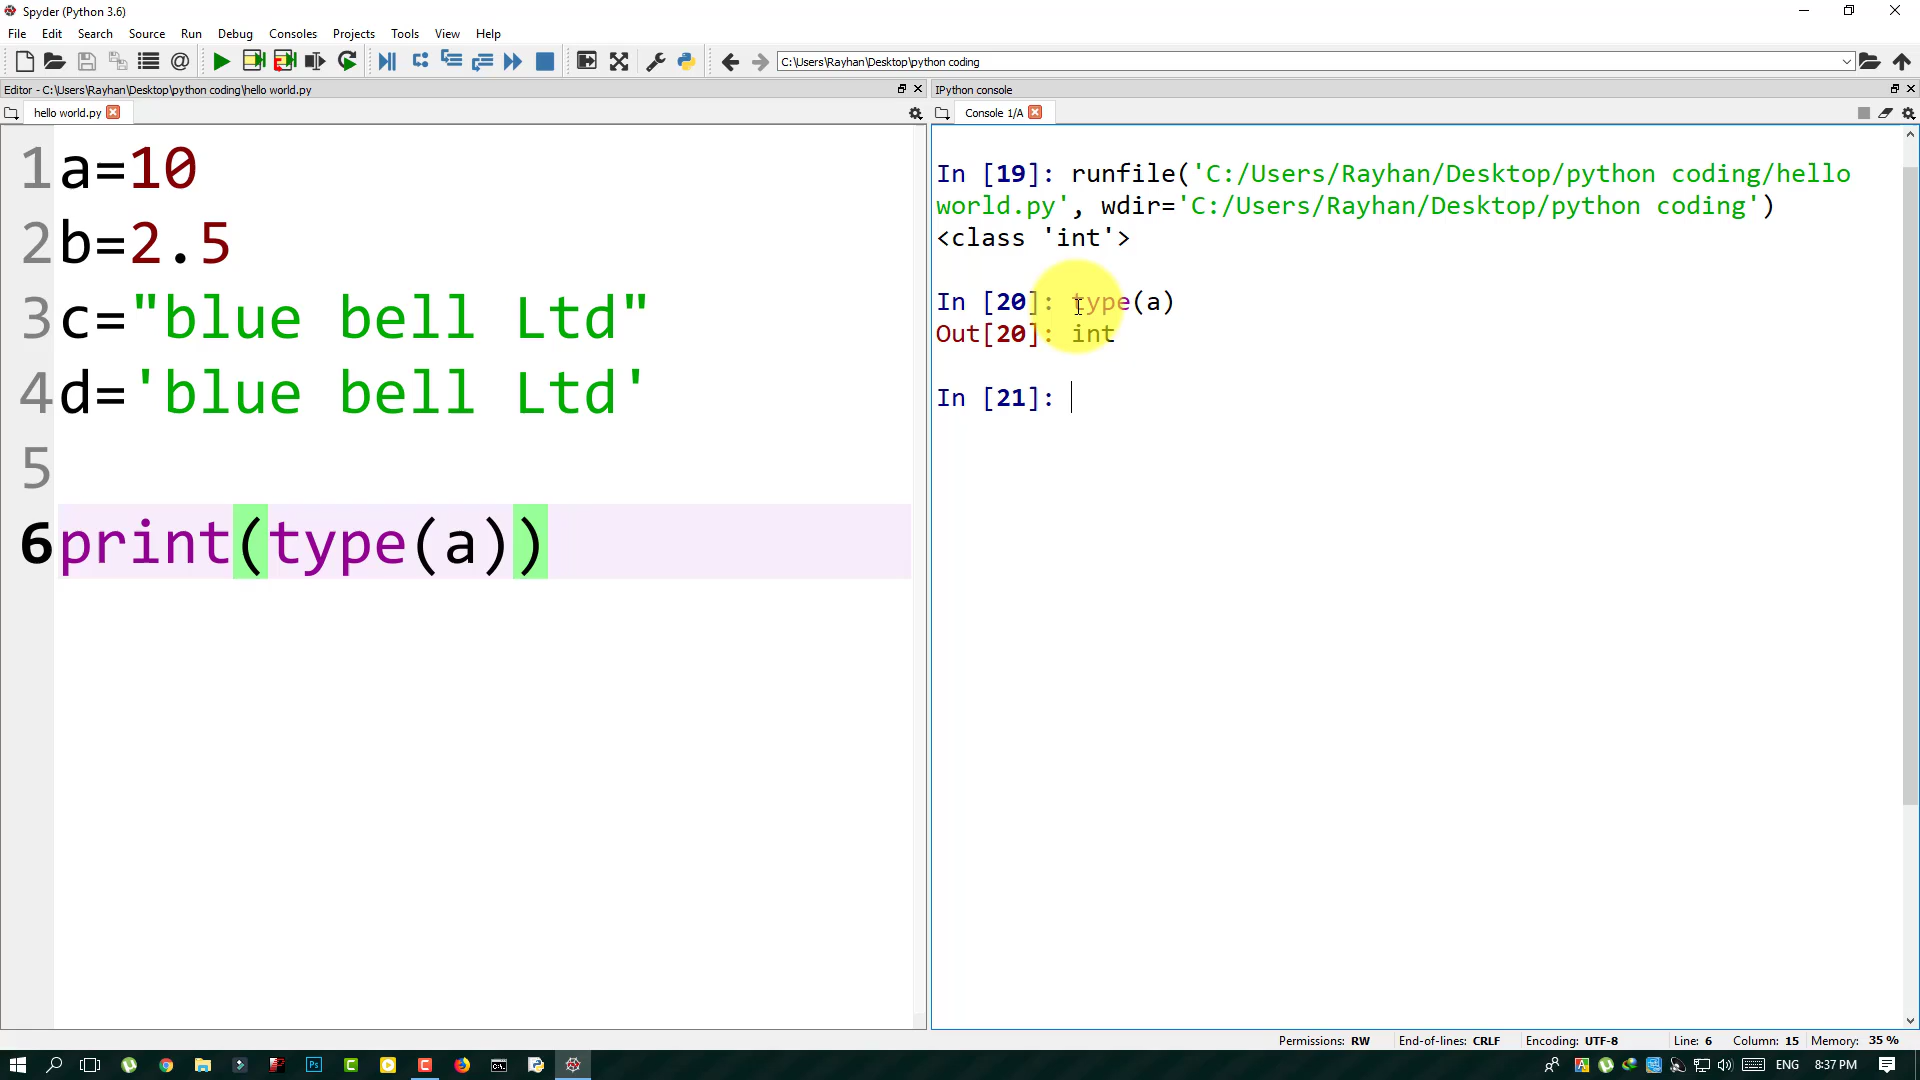 Spyder (Python 3.6)
File Edit Search Source Run Debug Consoles Projects Tools View Help
C:\Users\Rayhan\Desktop\python coding
Editor - C:\Users\Rayhan\Desktop\python coding\hello world.py
hello world.py
1 a=10
2 b=2.5
3 c="blue bell Ltd"
4 d='blue bell Ltd'
5
6 print(type(a))
IPython console
Console 1/A
In [19]: runfile('C:/Users/Rayhan/Desktop/python coding/hello
world.py', wdir='C:/Users/Rayhan/Desktop/python coding')
<class 'int'>
In [20]: type(a)
Out[20]: int
In [21]:
Permissions: RW End-of-lines: CRLF Encoding: UTF-8 Line: 6 Column: 15 Memory: 35 %
ENG 8:37 PM